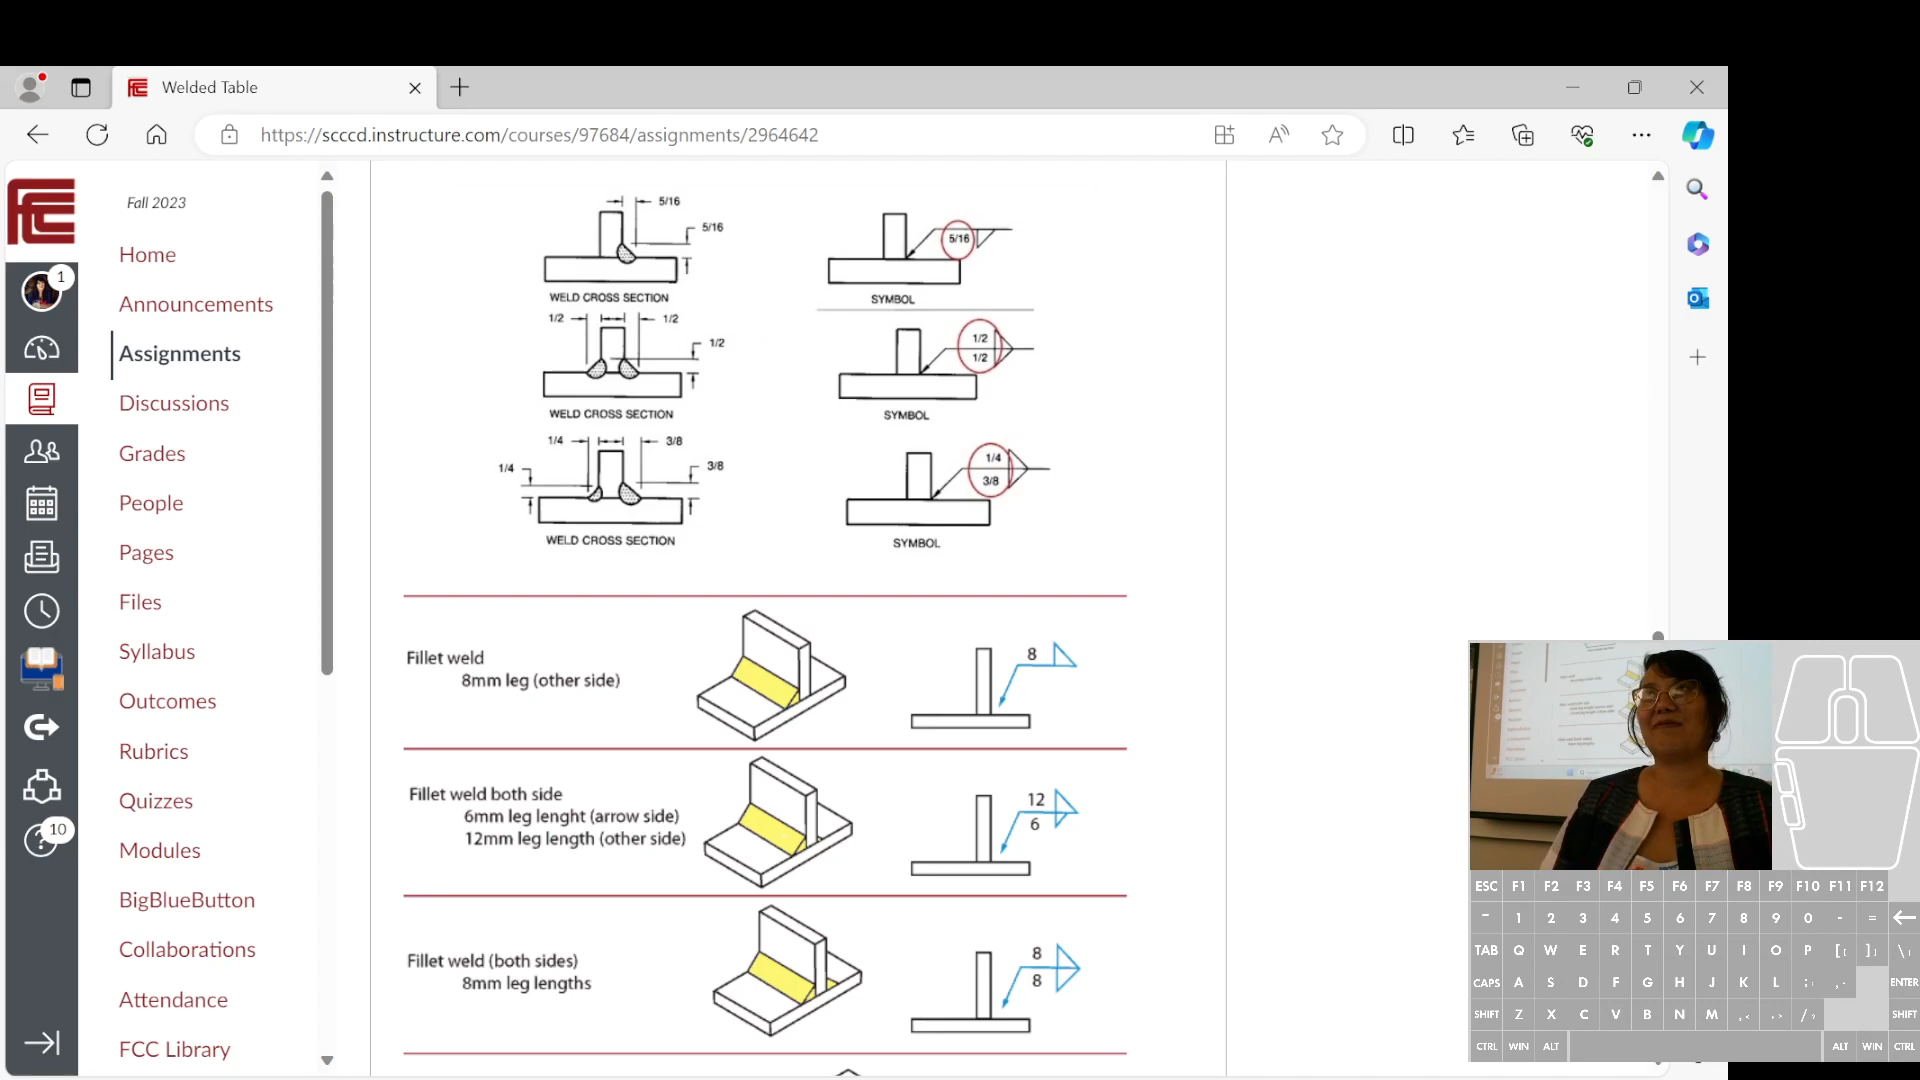 Welded Table
https://scccd.instructure.com/courses/97684/assignments/2964642
Fall 2023
1
Home
Announcements
Assignments
Discussions
Grades
People
Pages
Files
Syllabus
Outcomes
Rubrics
Quizzes
10
Modules
BigBlueButton
Collaborations
Attendance
FCC Library
5/16
5/16
WELD CROSS SECTION
5/16
SYMBOL
1/2
1/2
1/2
WELD CROSS SECTION
1/2
1/2
SYMBOL
1/4
3/8
1/4
3/8
WELD CROSS SECTION
1/4
3/8
SYMBOL
Fillet weld
8mm leg (other side)
8
Fillet weld both side
6mm leg lenght (arrow side)
12mm leg length (other side)
12
6
Fillet weld (both sides)
8mm leg lengths
8
8
ESC F1 F2 F3 F4 F5 F6 F7 F8 F9 F10 F11 F12
1 2 3 4 5 6 7 8 9 0 - =
TAB Q W E R T Y U I O P [ ] \
CAPS A S D F G H J K L ; ENTER
SHIFT Z X C V B N M , . / SHIFT
CTRL WIN ALT ALT WIN CTRL